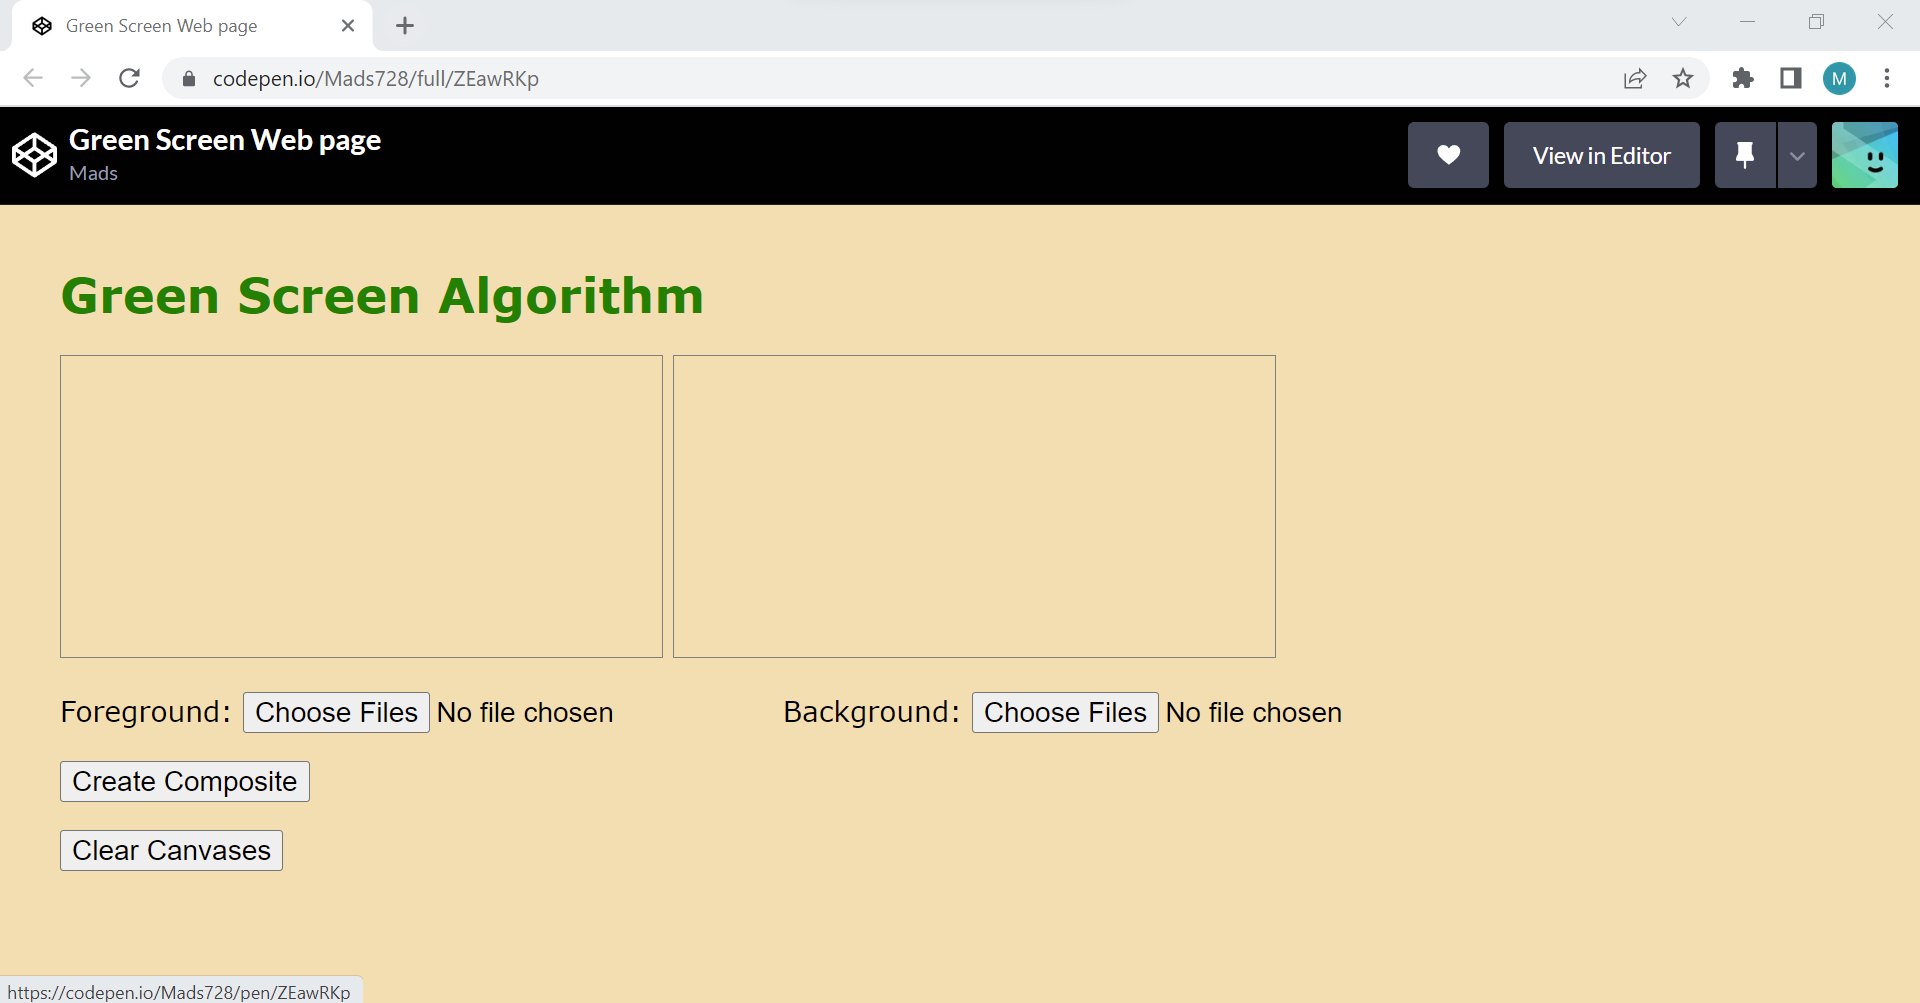 Green Screen Web page
codepen.io/Mads728/full/ZEawRKp
M
Green Screen Web page
Mads
View in Editor
Green Screen Algorithm
Foreground: Choose Files No file chosen Background: Choose Files No file chosen
Create Composite
Clear Canvases
https://codepen.io/Mads728/pen/ZEawRKp